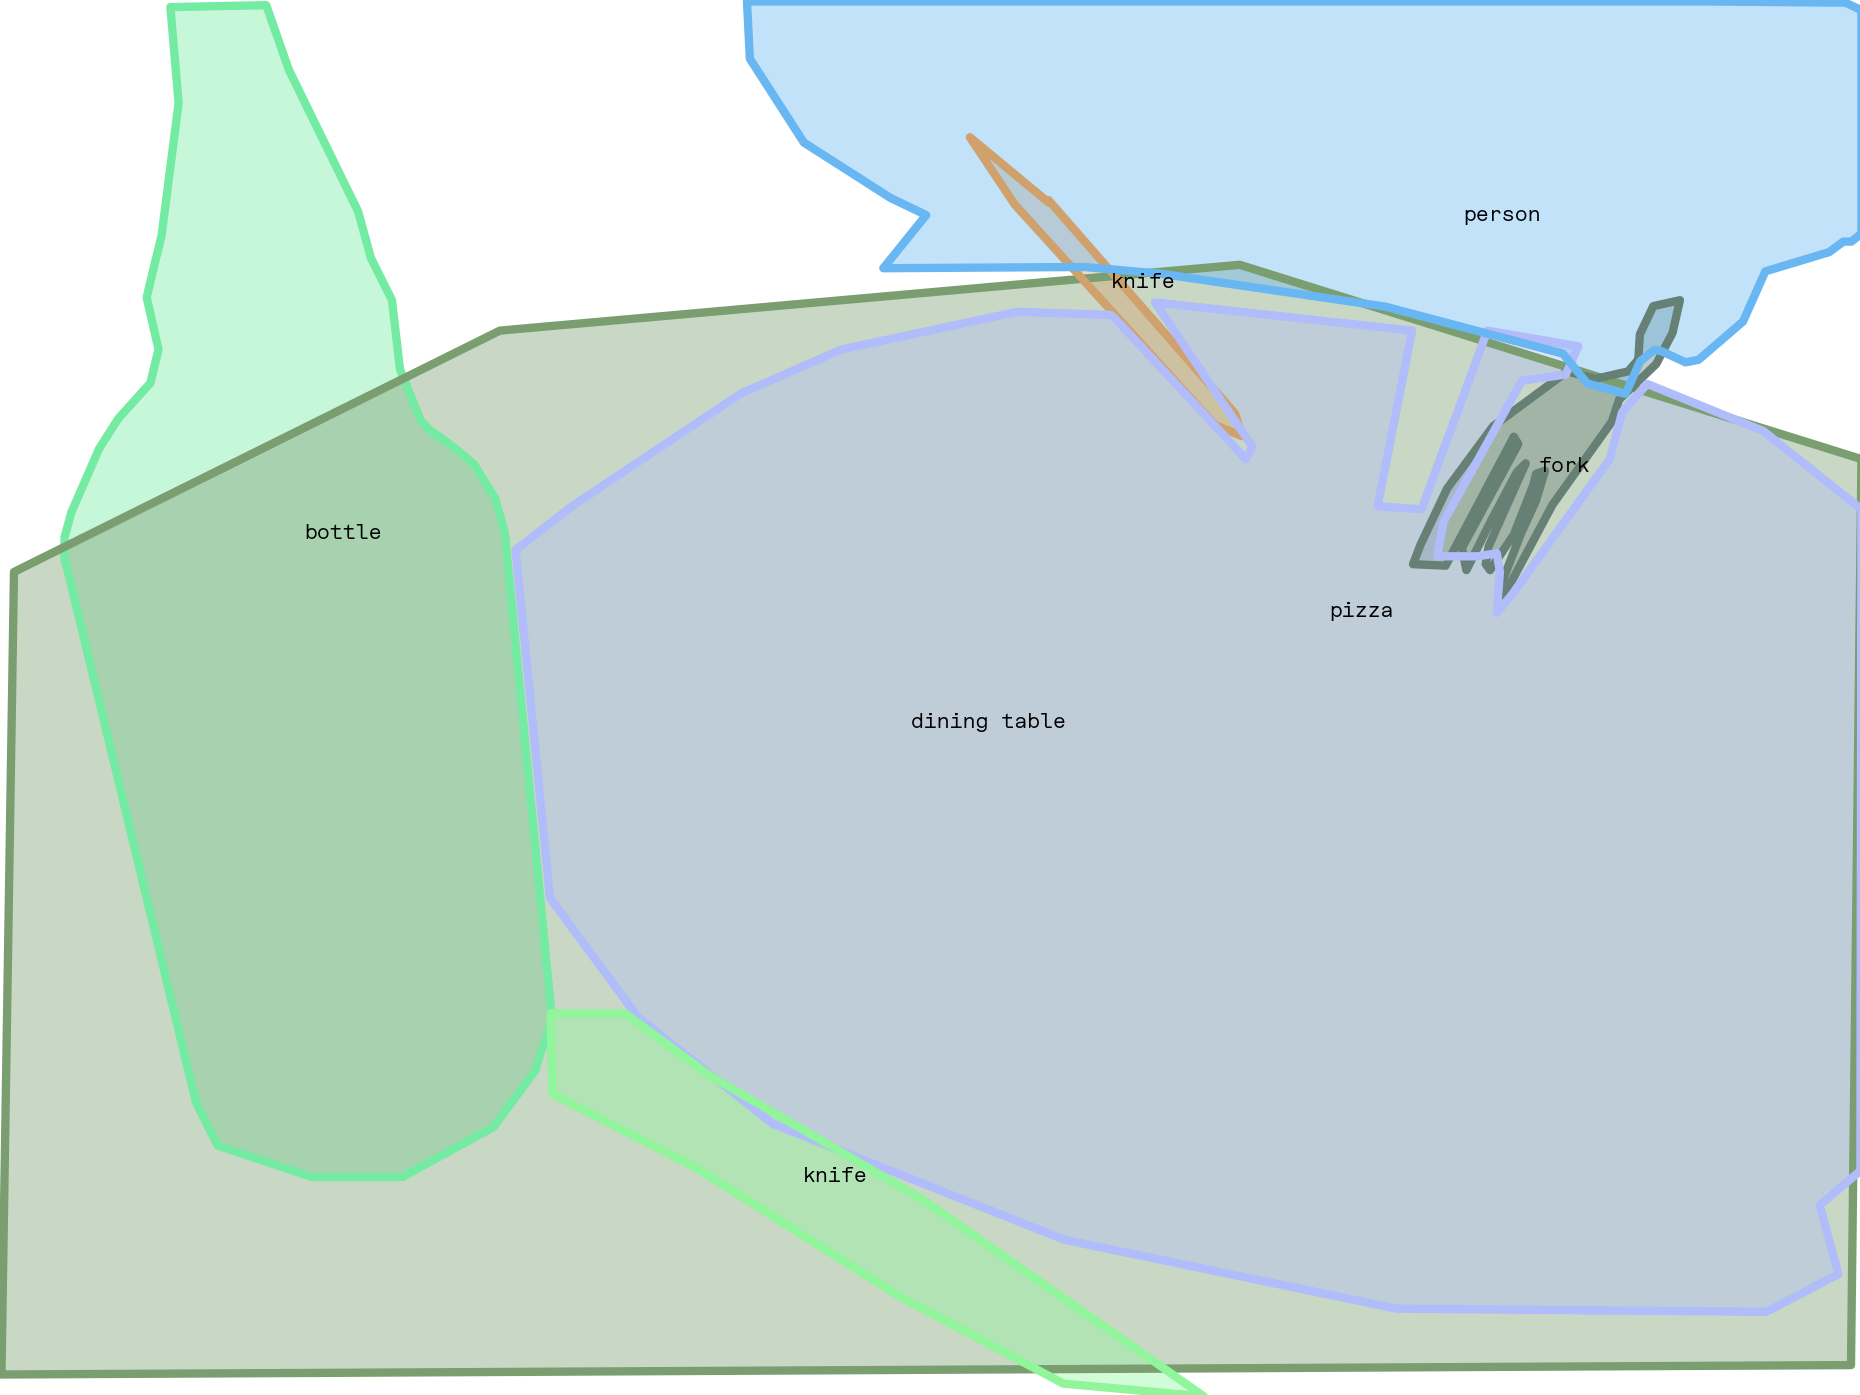 person
knife
fork
bottle
pizza
dining table
knife